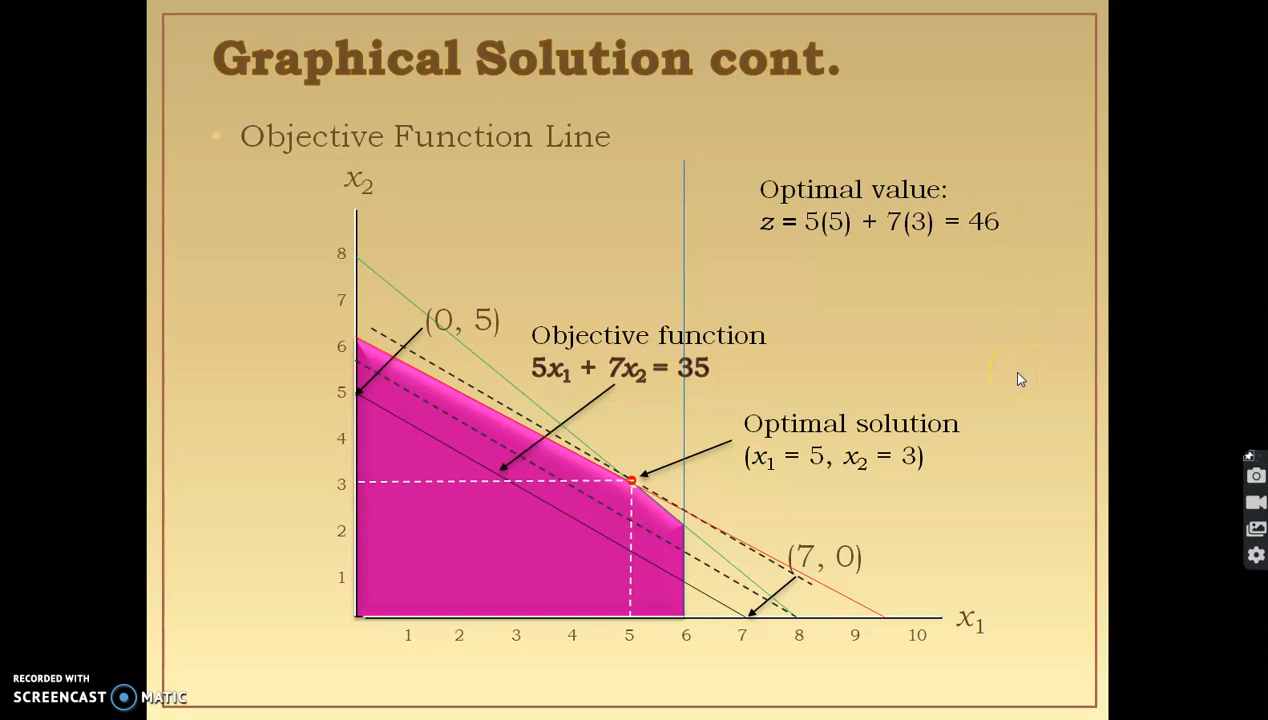 Graphical Solution cont.
• Objective Function Line
x₂
Optimal value:
z = 5(5) + 7(3) = 46
8
7
6
5
4
3
2
1
(0, 5)
Objective function
5x₁ + 7x₂ = 35
Optimal solution
(x₁ = 5, x₂ = 3)
(7, 0)
x₁
1 2 3 4 5 6 7 8 9 10
RECORDED WITH
SCREENCAST MATIC